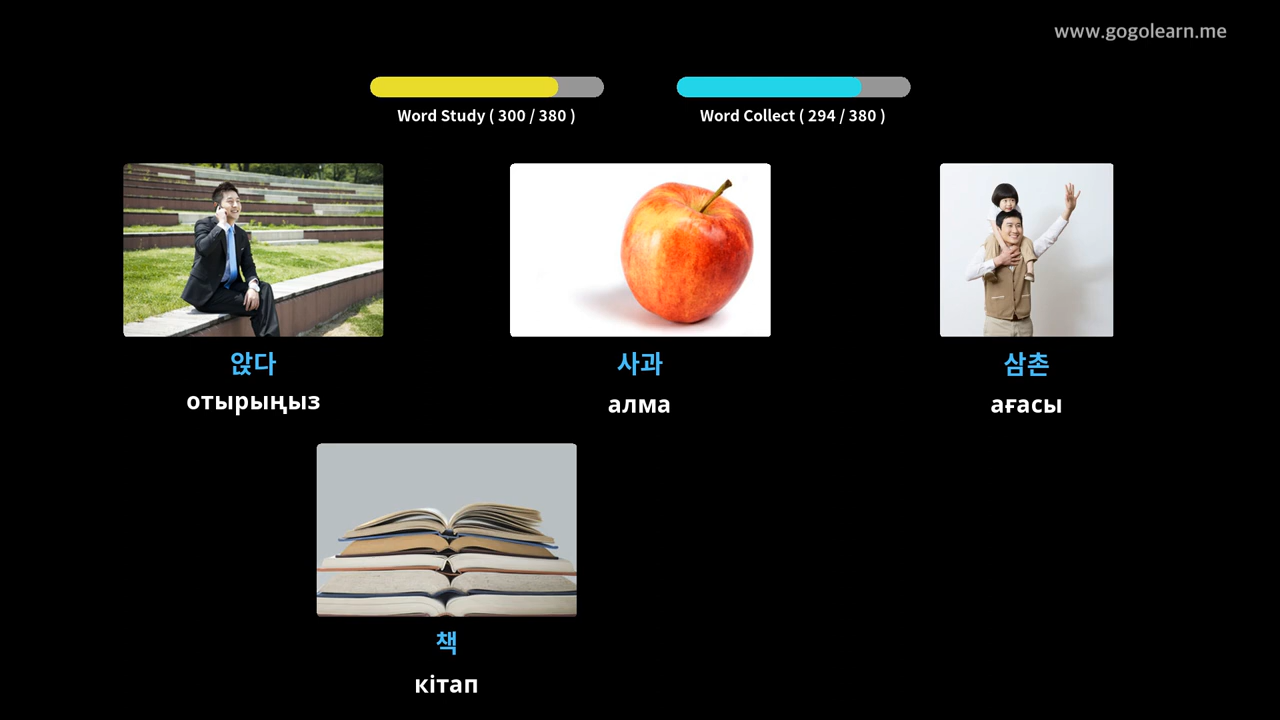 www.gogolearn.me
Word Study ( 300 / 380 )
Word Collect ( 294 / 380 )
앉다
отырыңыз
사과
алма
삼촌
ағасы
책
кітап